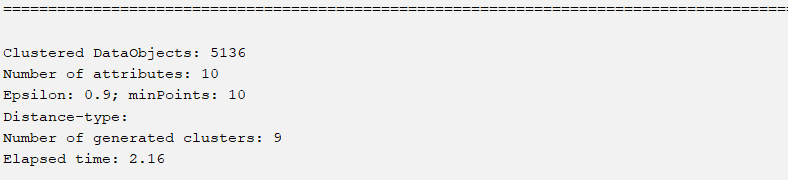 ========================================================================================
Clustered DataObjects: 5136
Number of attributes: 10
Epsilon: 0.9; minPoints: 10
Distance-type:
Number of generated clusters: 9
Elapsed time: 2.16